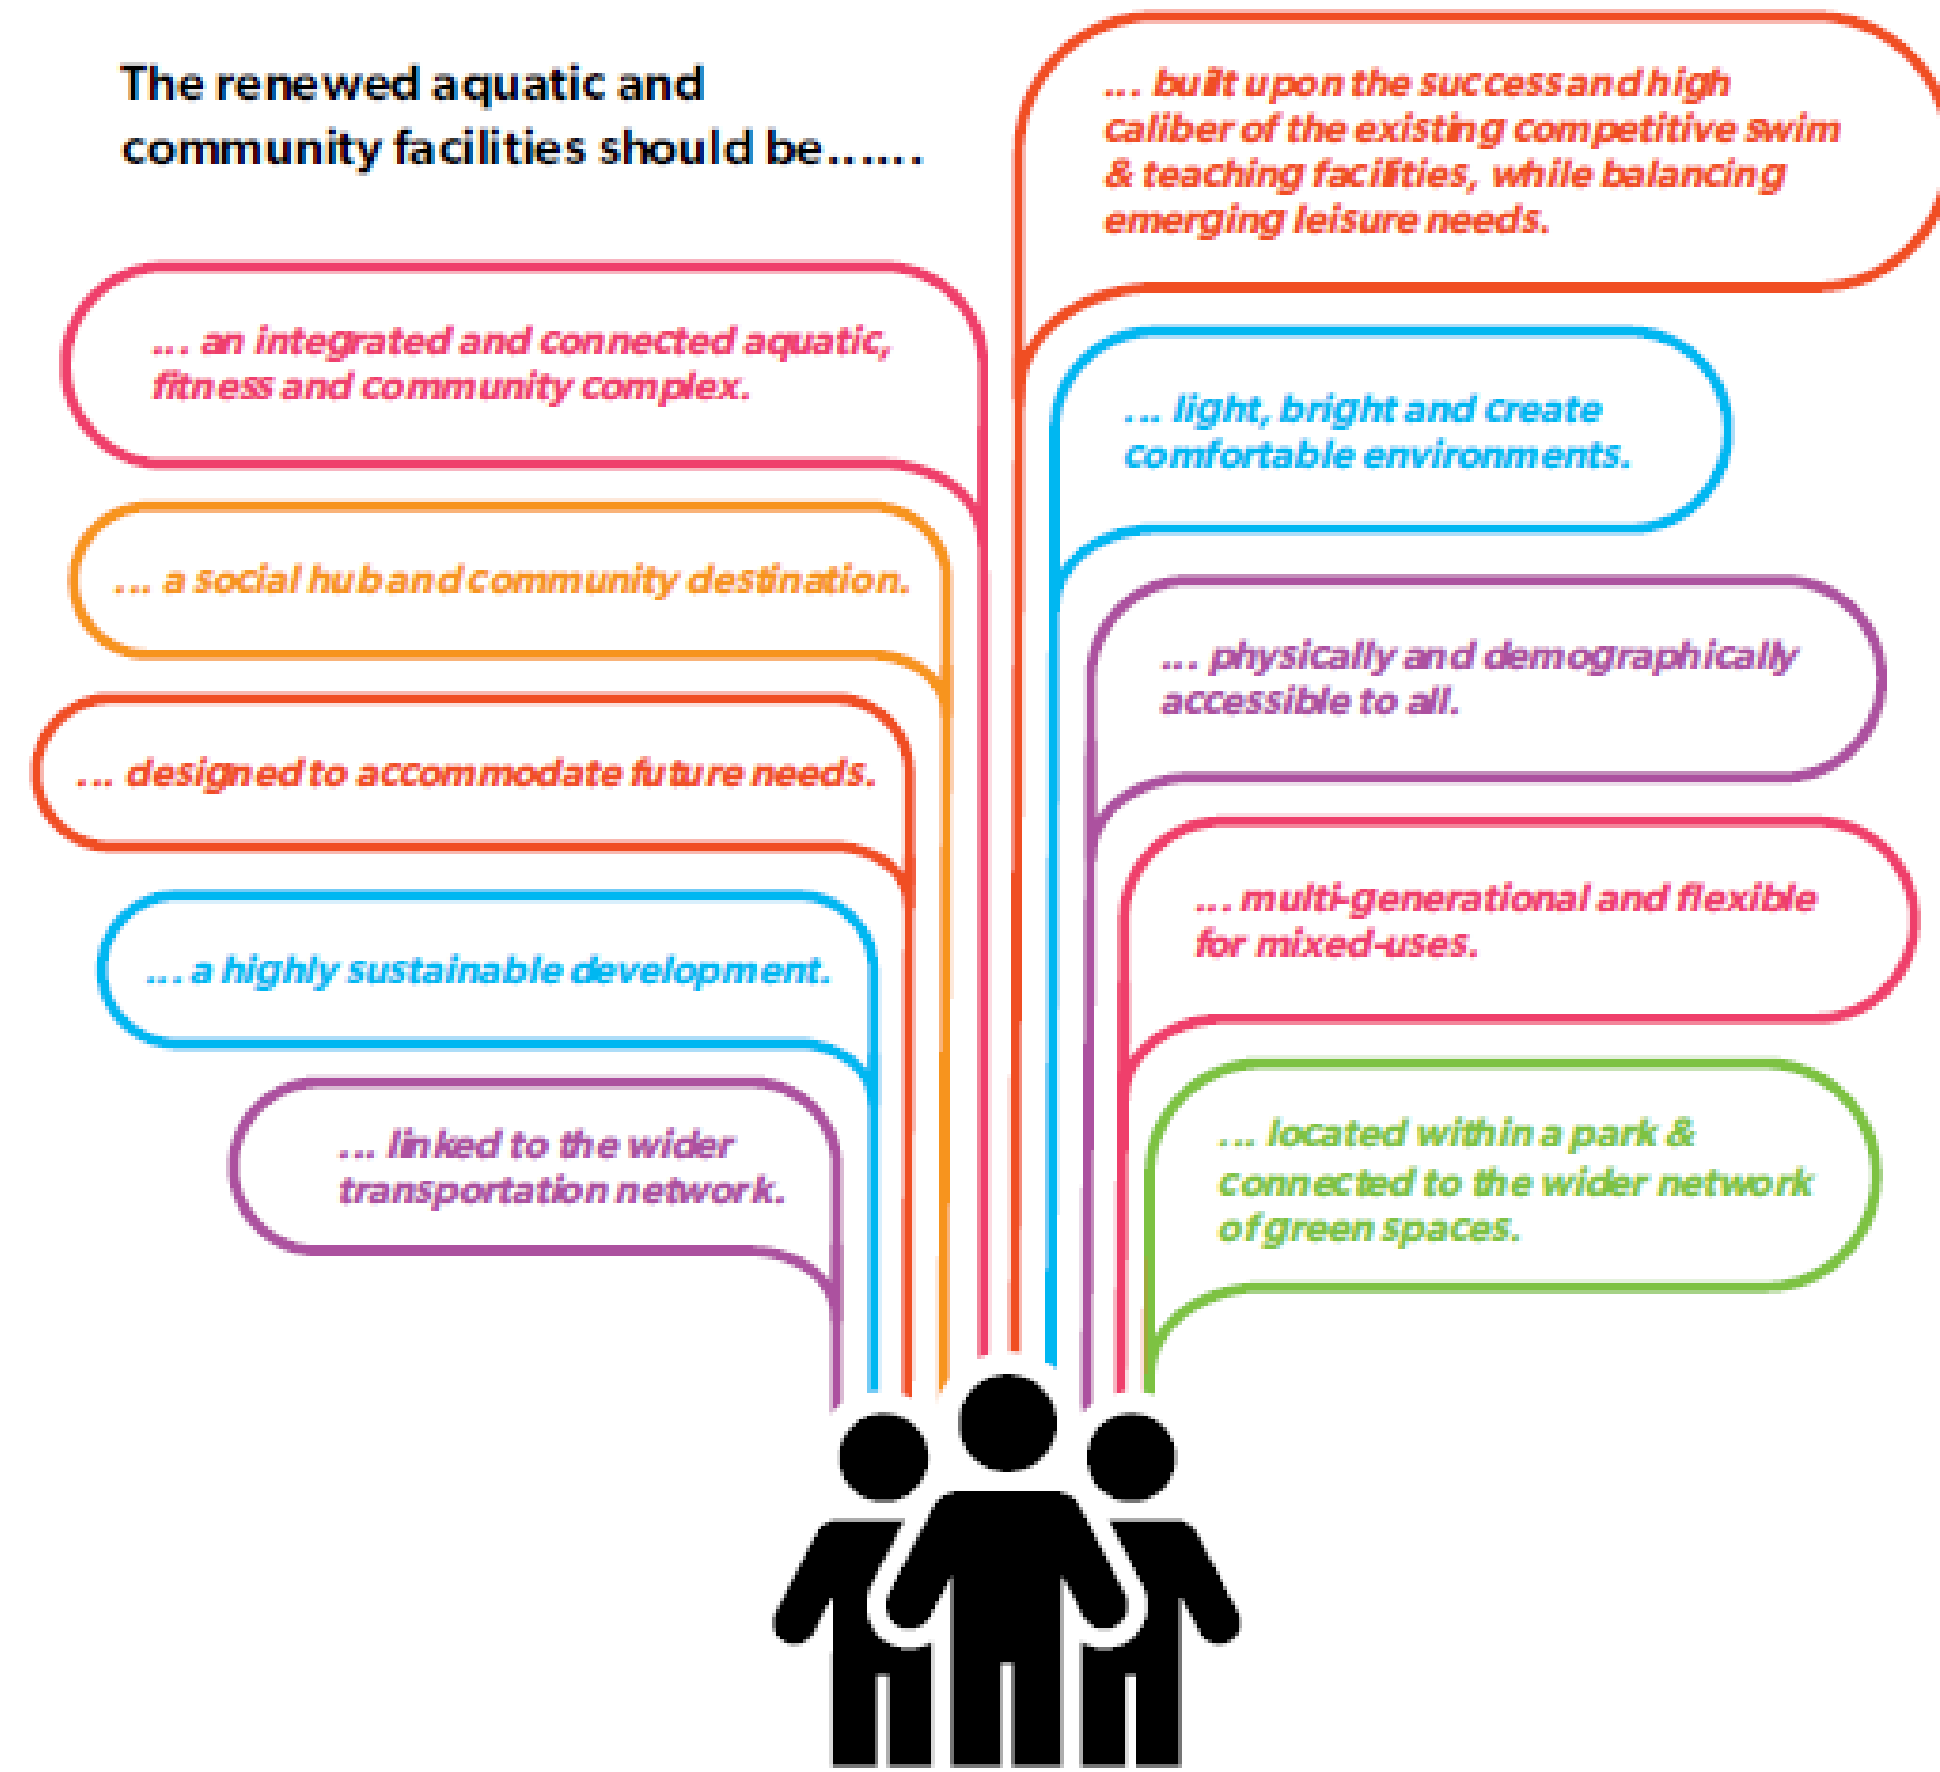 The renewed aquatic and
community facilities should be......
... an integrated and connected aquatic,
fitness and community complex.
... a social hub and community destination.
... designed to accommodate future needs.
... a highly sustainable development.
... linked to the wider
transportation network.
... built upon the success and high
caliber of the existing competitive swim
& teaching facilities, while balancing
emerging leisure needs.
... light, bright and create
comfortable environments.
... physically and demographically
accessible to all.
... multi-generational and flexible
for mixed-uses.
... located within a park &
connected to the wider network
of green spaces.